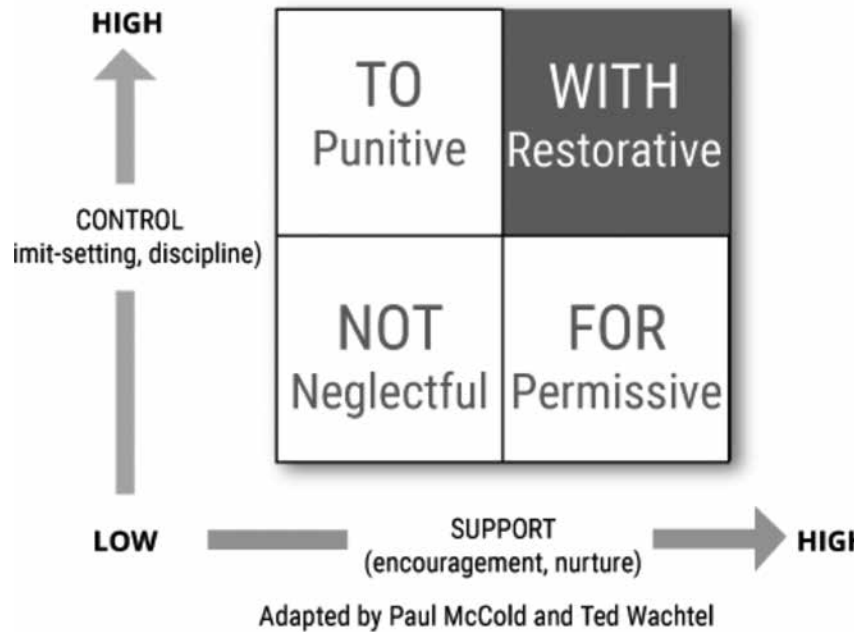 HIGH
TO
Punitive
WITH
Restorative
CONTROL
imit-setting, discipline)
NOT
Neglectful
FOR
Permissive
LOW
SUPPORT
(encouragement, nurture)
HIGH
Adapted by Paul McCold and Ted Wachtel